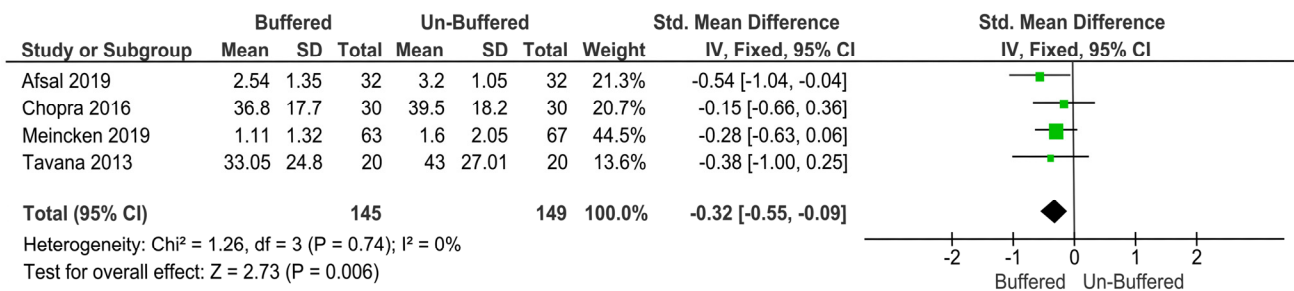 Buffered Un-Buffered Std. Mean Difference Std. Mean Difference
Study or Subgroup Mean SD Total Mean SD Total Weight IV, Fixed, 95% CI IV, Fixed, 95% CI
Afsal 2019 2.54 1.35 32 3.2 1.05 32 21.3% -0.54 [-1.04, -0.04]
Chopra 2016 36.8 17.7 30 39.5 18.2 30 20.7% -0.15 [-0.66, 0.36]
Meincken 2019 1.11 1.32 63 1.6 2.05 67 44.5% -0.28 [-0.63, 0.06]
Tavana 2013 33.05 24.8 20 43 27.01 20 13.6% -0.38 [-1.00, 0.25]
Total (95% CI) 145 149 100.0% -0.32 [-0.55, -0.09]
Heterogeneity: Chi² = 1.26, df = 3 (P = 0.74); I² = 0%
Test for overall effect: Z = 2.73 (P = 0.006)
-2 -1 0 1 2
Buffered Un-Buffered